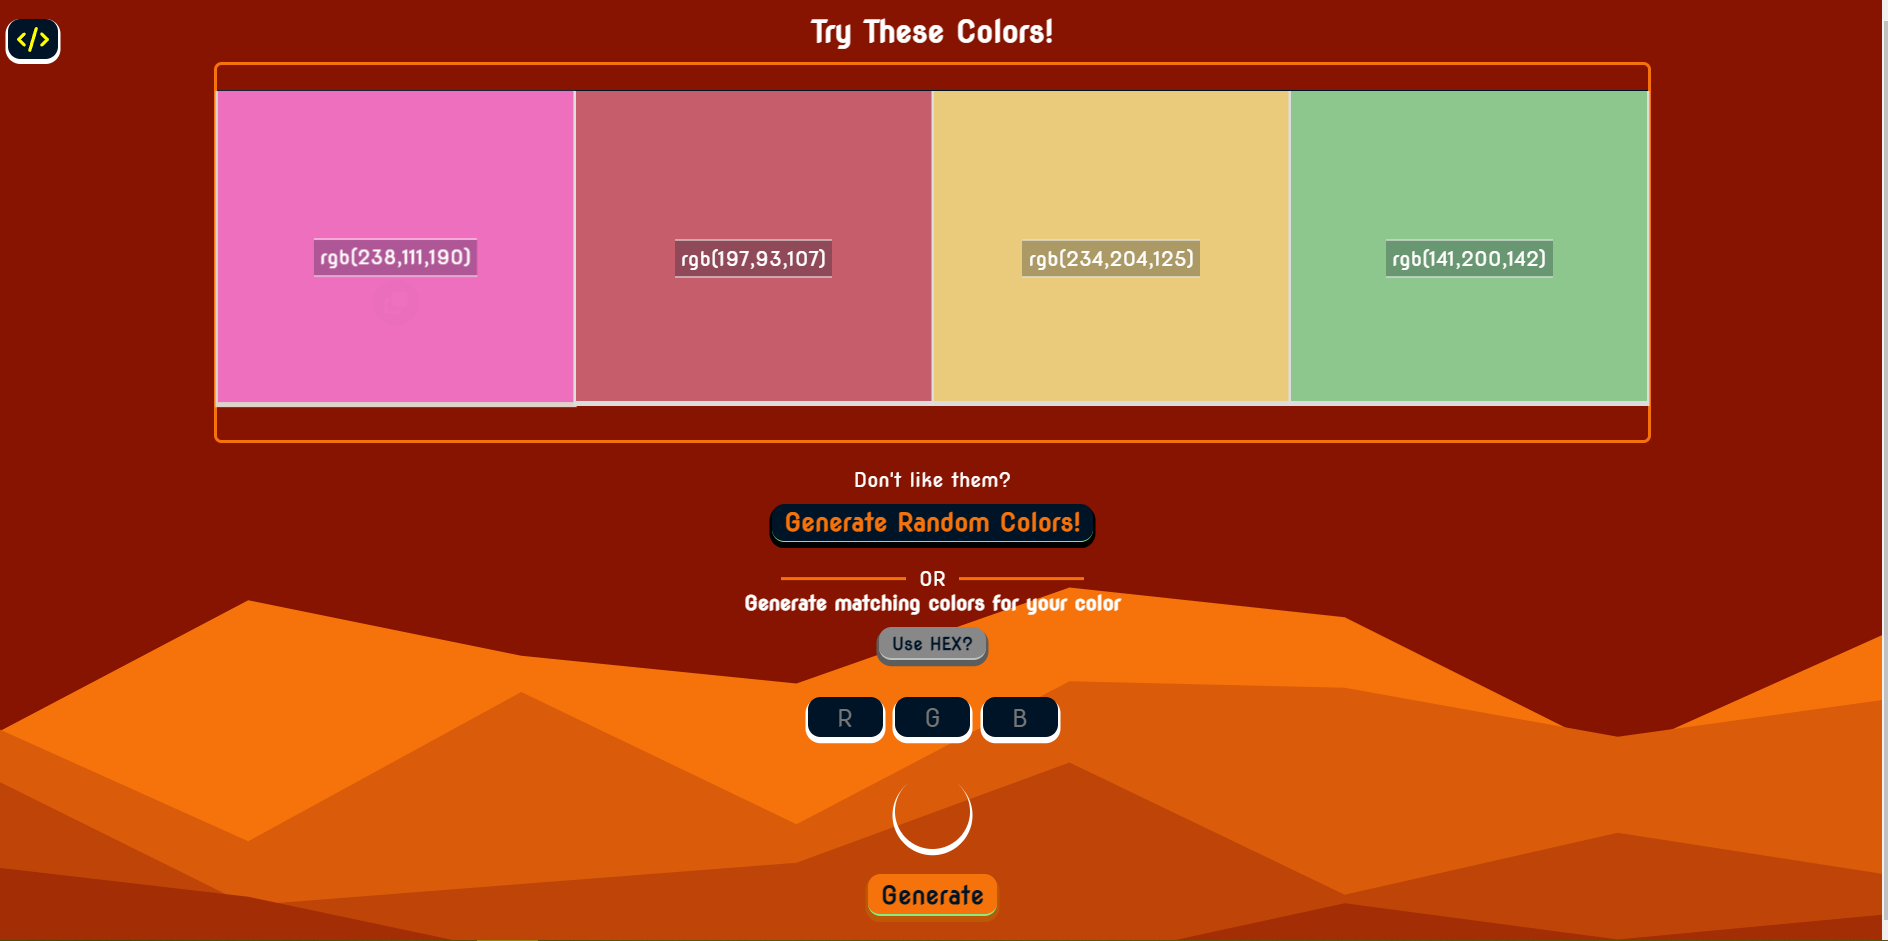 </>
Try These Colors!
rgb(238,111,190)
rgb(197,93,107)
rgb(234,204,125)
rgb(141,200,142)
Don't like them?
Generate Random Colors!
OR
Generate matching colors for your color
Use HEX?
R G B
Generate